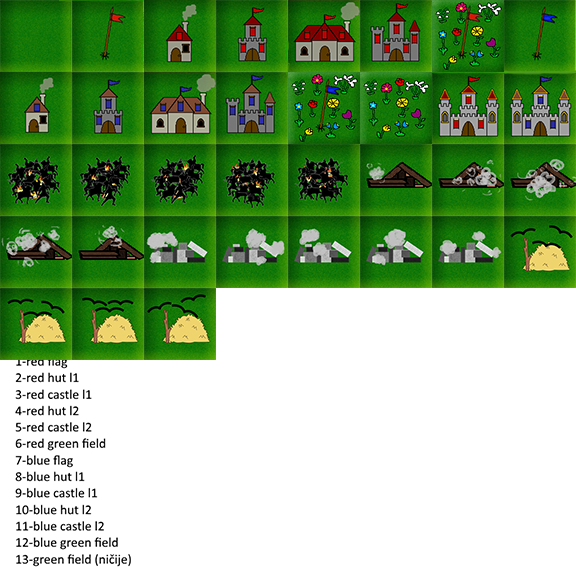 1-red flag
2-red hut l1
3-red castle l1
4-red hut l2
5-red castle l2
6-red green field
7-blue flag
8-blue hut l1
9-blue castle l1
10-blue hut l2
11-blue castle l2
12-blue green field
13-green field (ničije)